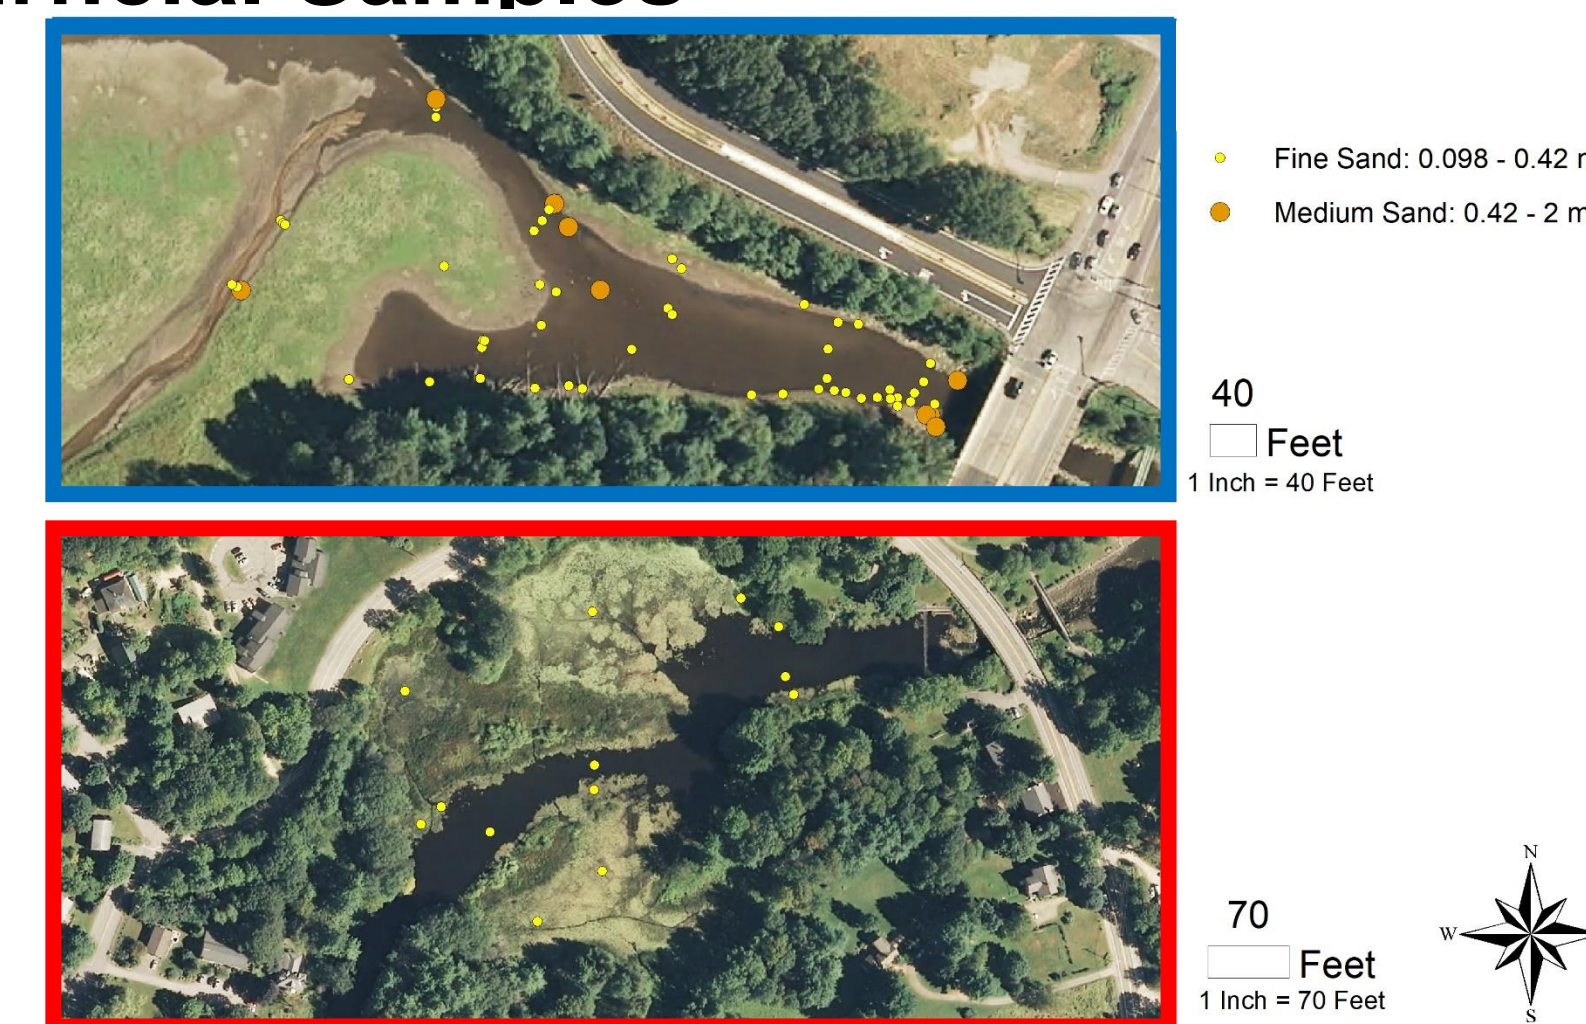 Samples
Fine Sand: 0.098 - 0.42
Medium Sand: 0.42 - 2
40
Feet
1 Inch = 40 Feet
70
Feet
1 Inch = 70 Feet
N
W
S